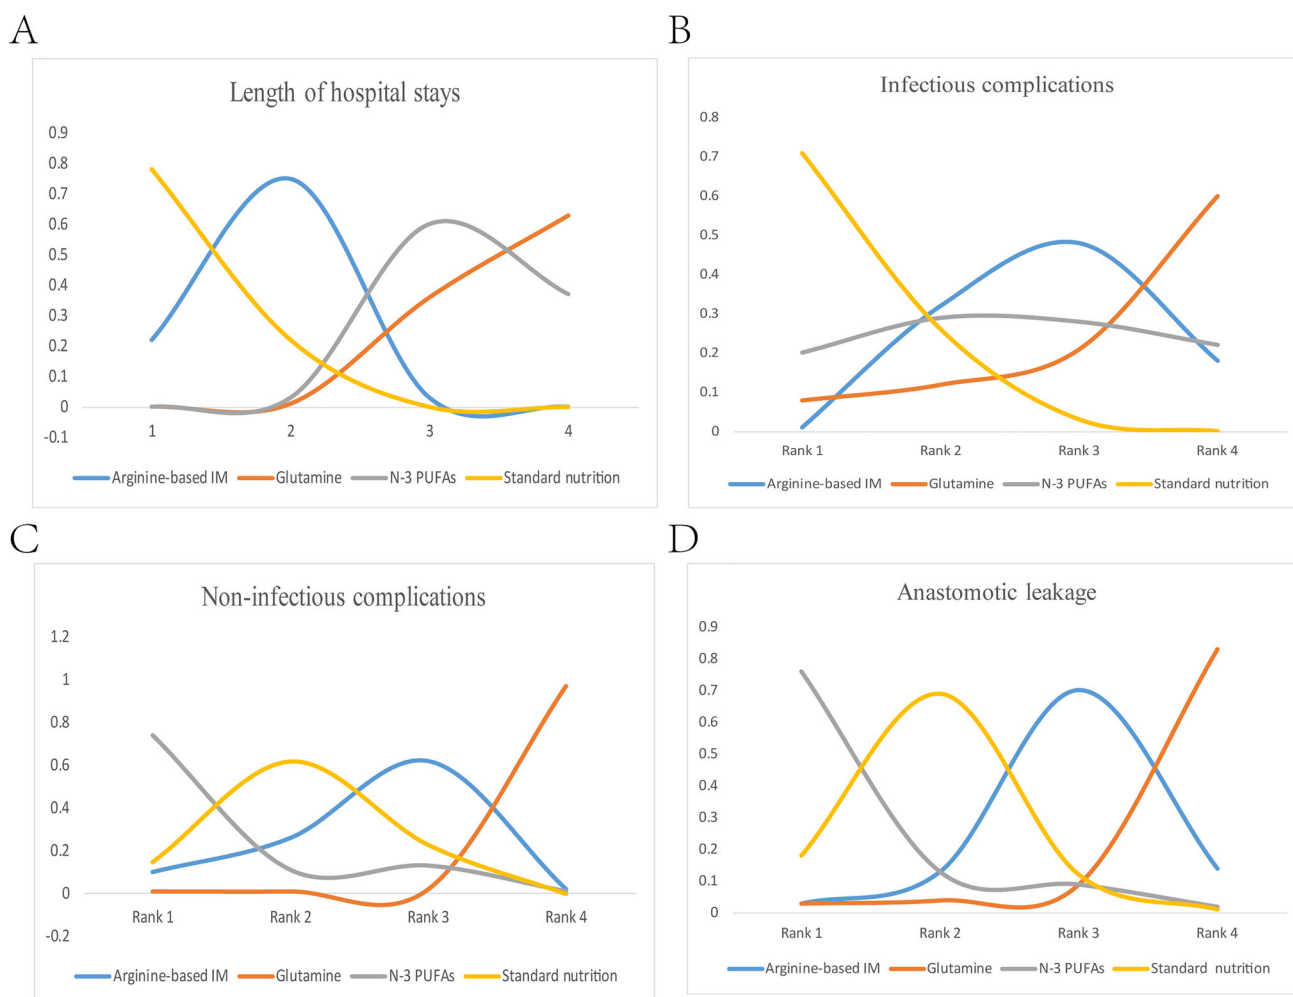 A
Length of hospital stays
0.9
0.8
0.7
0.6
0.5
0.4
0.3
0.2
0.1
0
-0.1
1 2 3 4
Arginine-based IM Glutamine N-3 PUFAs Standard nutrition
B
Infectious complications
0.8
0.7
0.6
0.5
0.4
0.3
0.2
0.1
0
Rank 1 Rank 2 Rank 3 Rank 4
Arginine-based IM Glutamine N-3 PUFAs Standard nutrition
C
Non-infectious complications
1.2
1
0.8
0.6
0.4
0.2
0
-0.2
Rank 1 Rank 2 Rank 3 Rank 4
Arginine-based IM Glutamine N-3 PUFAs Standard nutrition
D
Anastomotic leakage
0.9
0.8
0.7
0.6
0.5
0.4
0.3
0.2
0.1
0
Rank 1 Rank 2 Rank 3 Rank 4
Arginine-based IM Glutamine N-3 PUFAs Standard nutrition